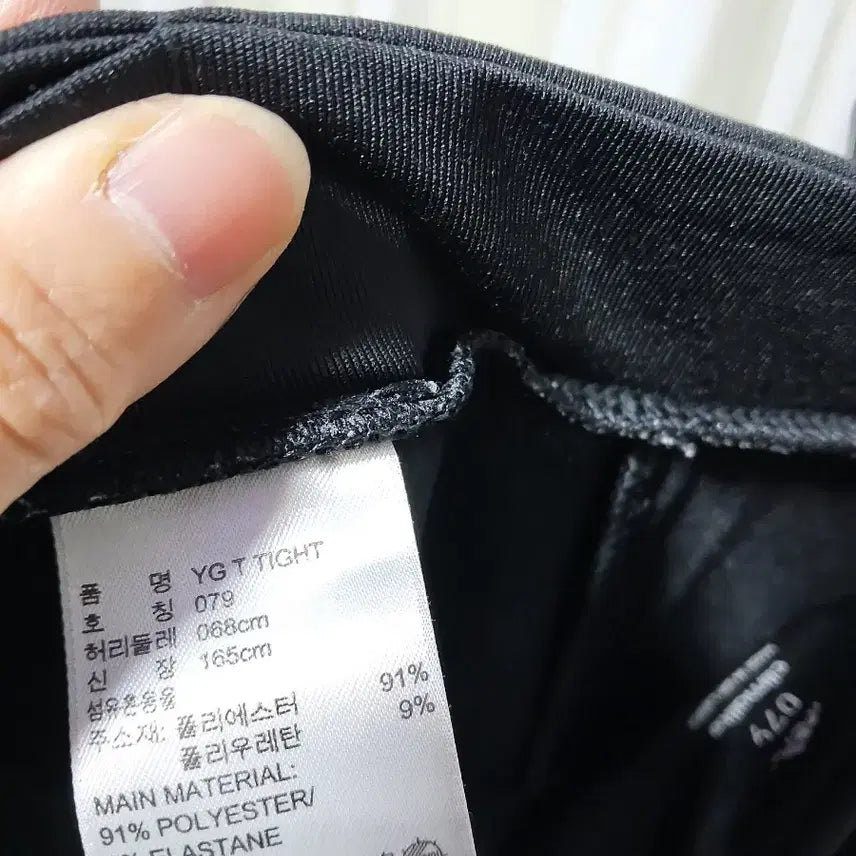 품 명 YG T TIGHT
호 칭 079
허리둘레 068cm
신 장 165cm
섬유혼용율
주소재: 폴리에스터 91%
폴리우레탄 9%
MAIN MATERIAL:
91% POLYESTER/
ELASTANE
079